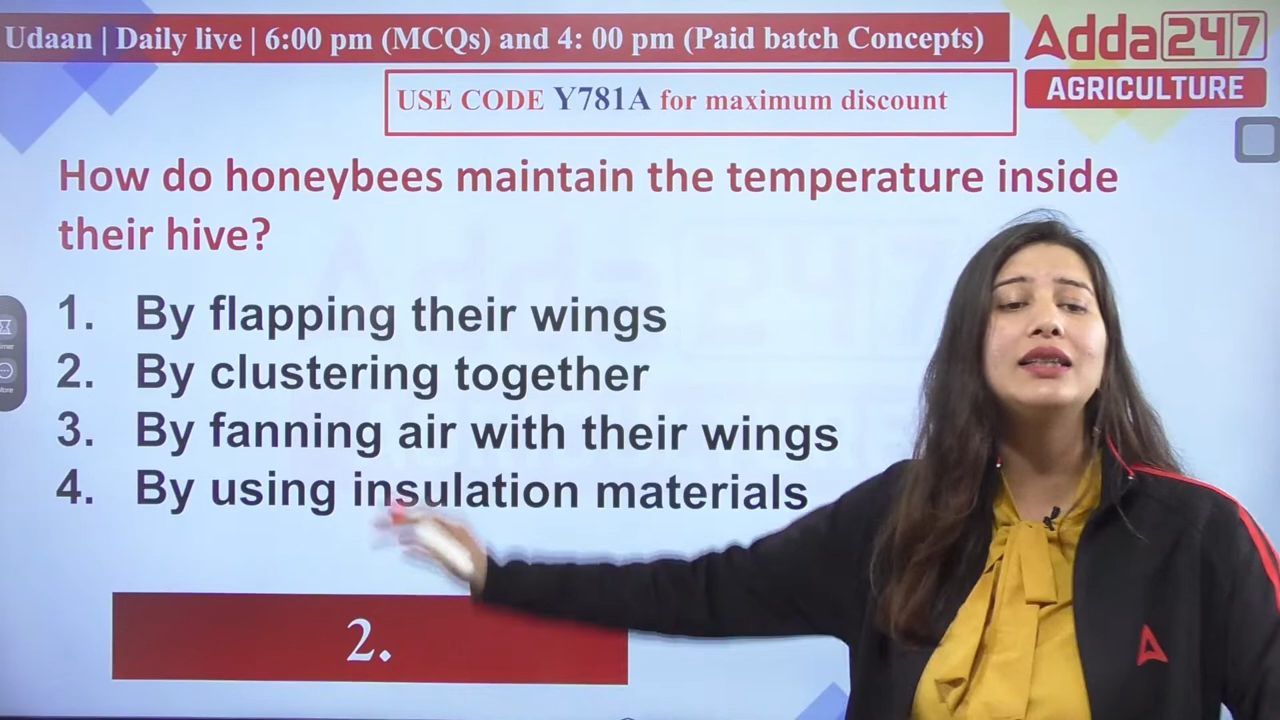 Udaan | Daily live | 6:00 pm (MCQs) and 4: 00 pm (Paid batch Concepts)
Adda247
AGRICULTURE
USE CODE Y781A for maximum discount
How do honeybees maintain the temperature inside
their hive?
1. By flapping their wings
2. By clustering together
3. By fanning air with their wings
4. By using insulation materials
2.